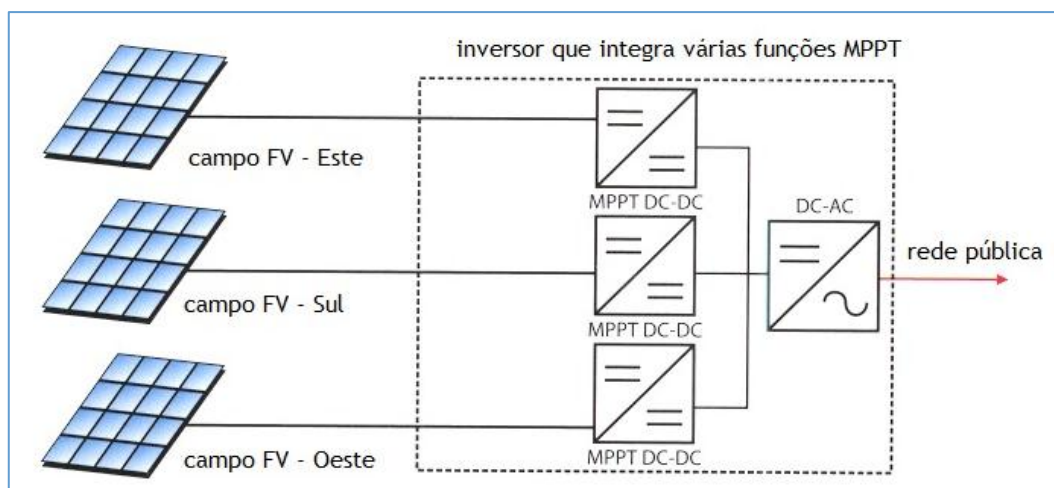 inversor que integra várias funções MPPT
campo FV - Este
MPPT DC-DC
DC-AC
rede pública
campo FV - Sul
MPPT DC-DC
campo FV - Oeste
MPPT DC-DC